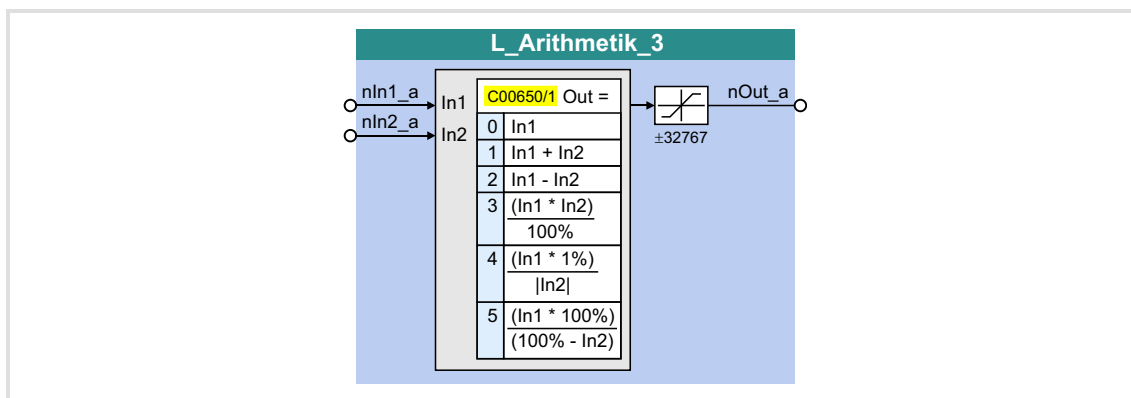 L_Arithmetik_3
nIn1_a
nIn2_a
In1
In2
C00650/1 Out =
0 In1
1 In1 + In2
2 In1 - In2
3 (In1 * In2)
100%
4 (In1 * 1%)
|In2|
5 (In1 * 100%)
(100% - In2)
±32767
nOut_a